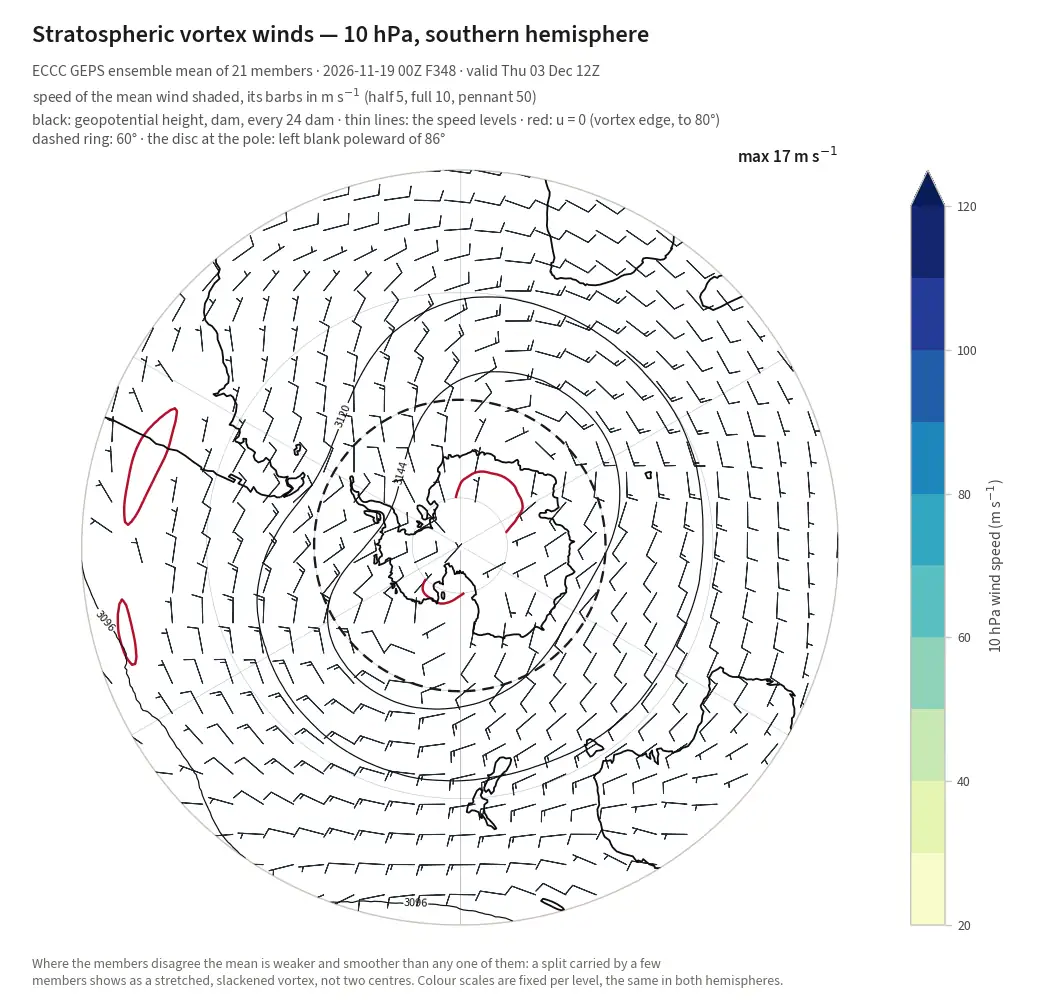 Stratospheric vortex winds — 10 hPa, southern hemisphere
ECCC GEPS ensemble mean of 21 members · 2026-11-19 00Z F348 · valid Thu 03 Dec 12Z
speed of the mean wind shaded, its barbs in m s⁻¹ (half 5, full 10, pennant 50)
black: geopotential height, dam, every 24 dam · thin lines: the speed levels · red: u = 0 (vortex edge, to 80°)
dashed ring: 60° · the disc at the pole: left blank poleward of 86°
max 17 m s⁻¹
120
100
80
60
40
20
10 hPa wind speed (m s⁻¹)
3120
3144
3096
3096
Where the members disagree the mean is weaker and smoother than any one of them: a split carried by a few
members shows as a stretched, slackened vortex, not two centres. Colour scales are fixed per level, the same in both hemispheres.